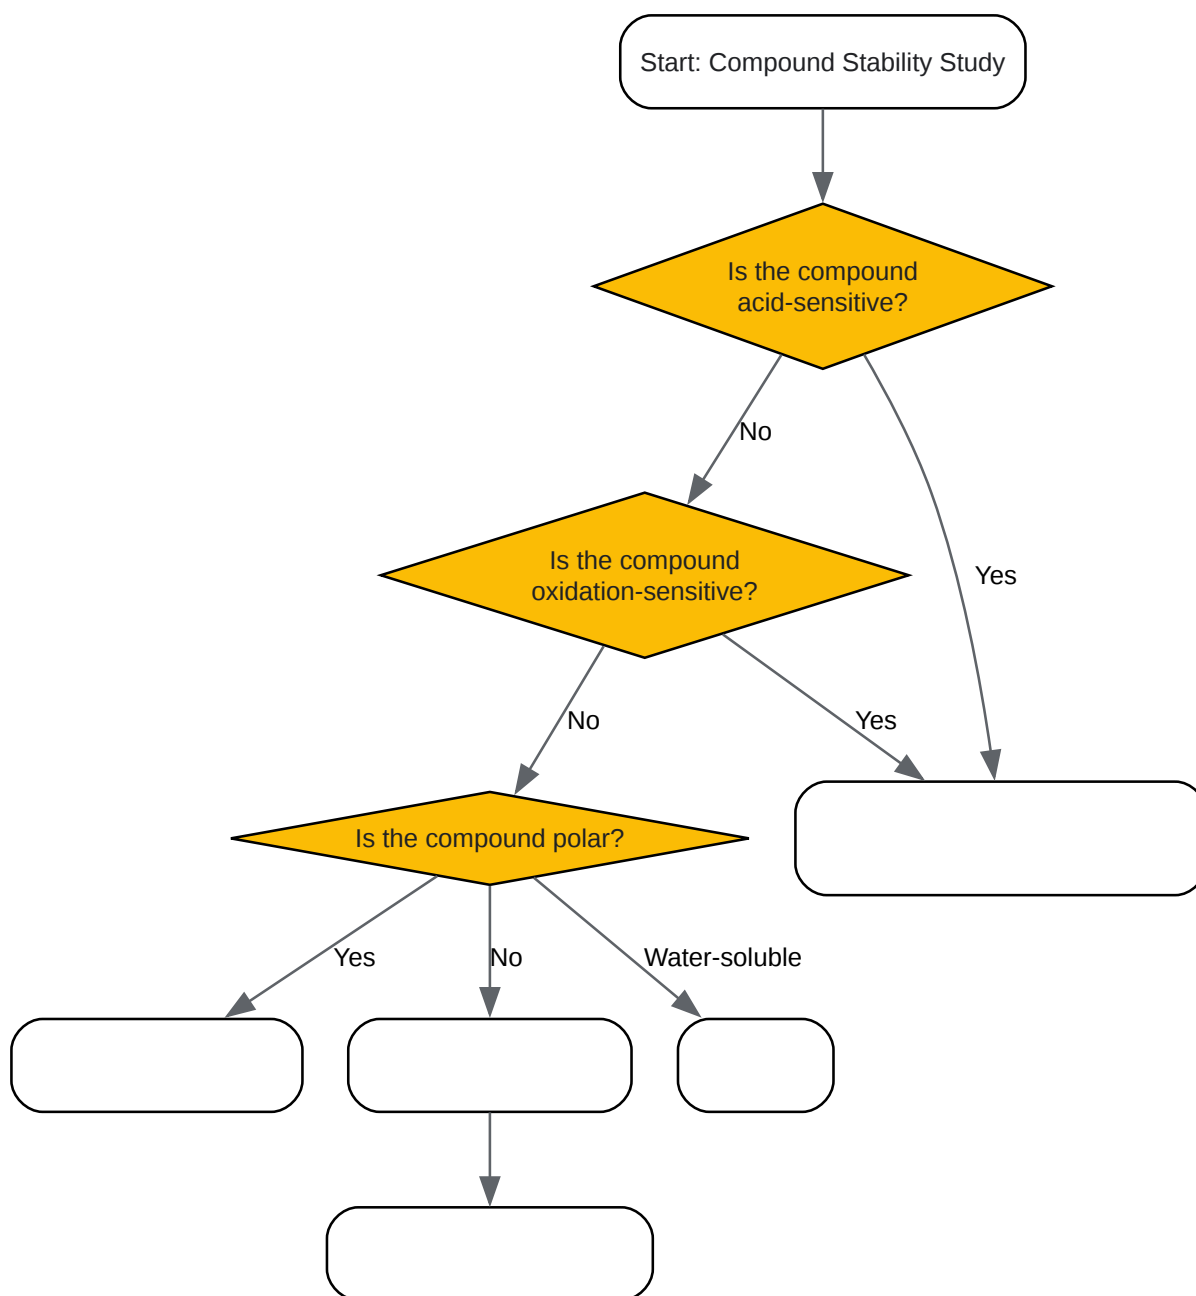 Start: Compound Stability Study
Is the compound
acid-sensitive?
No
Yes
Is the compound
oxidation-sensitive?
No
Yes
Is the compound polar?
Yes
No
Water-soluble